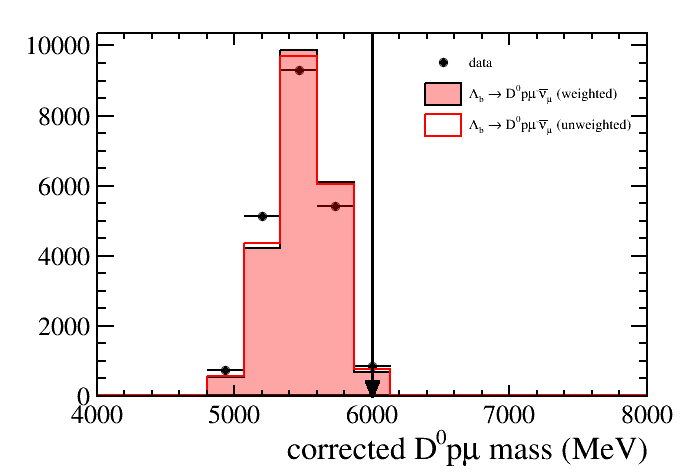 10000
8000
6000
4000
2000
0
data
Λb → D⁰pμν̄μ (weighted)
Λb → D⁰pμν̄μ (unweighted)
4000 5000 6000 7000 8000
corrected D⁰pμ mass (MeV)